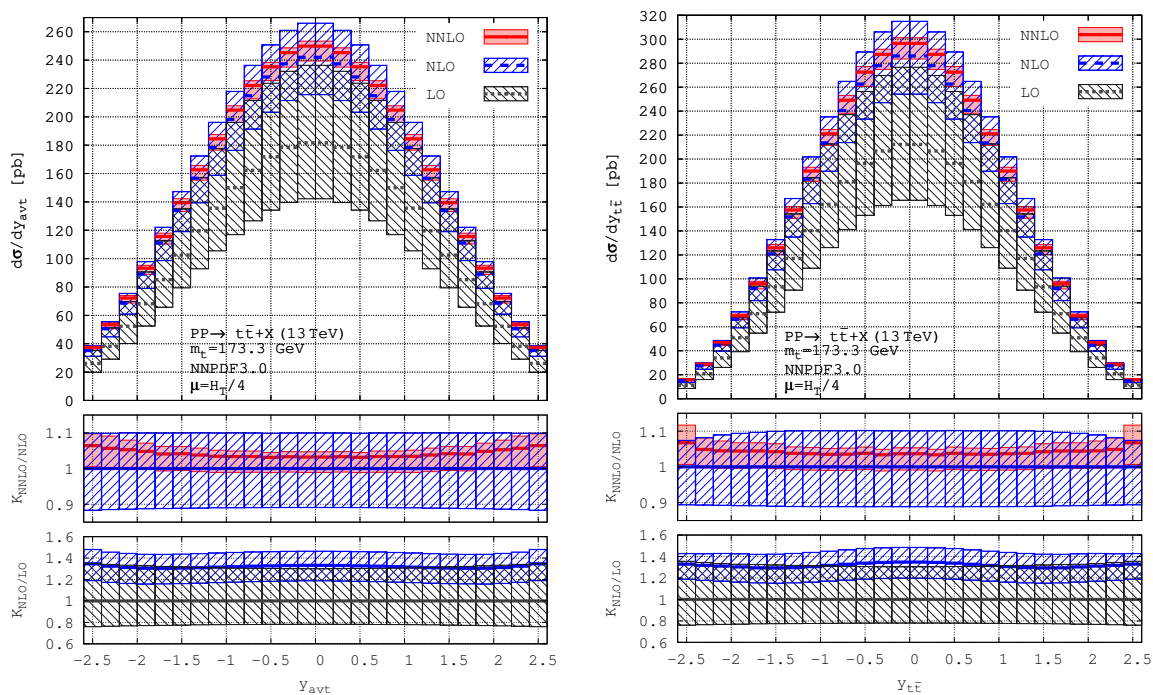 260
240
220
200
180
160
140
120
100
80
60
40
20
0
dσ/dy_avt [pb]
NNLO
NLO
LO
PP→ tt̄+X (13 TeV)
m_t=173.3 GeV
NNPDF3.0
μ=H_T/4
1.1
1
0.9
K_NNLO/NLO
1.6
1.4
1.2
1
0.8
0.6
K_NLO/LO
-2.5 -2 -1.5 -1 -0.5 0 0.5 1 1.5 2 2.5
y_avt
320
300
280
260
240
220
200
180
160
140
120
100
80
60
40
20
0
dσ/dy_tt̄ [pb]
NNLO
NLO
LO
PP→ tt̄+X (13 TeV)
m_t=173.3 GeV
NNPDF3.0
μ=H_T/4
1.1
1
0.9
K_NNLO/NLO
1.6
1.4
1.2
1
0.8
0.6
K_NLO/LO
-2.5 -2 -1.5 -1 -0.5 0 0.5 1 1.5 2 2.5
y_tt̄